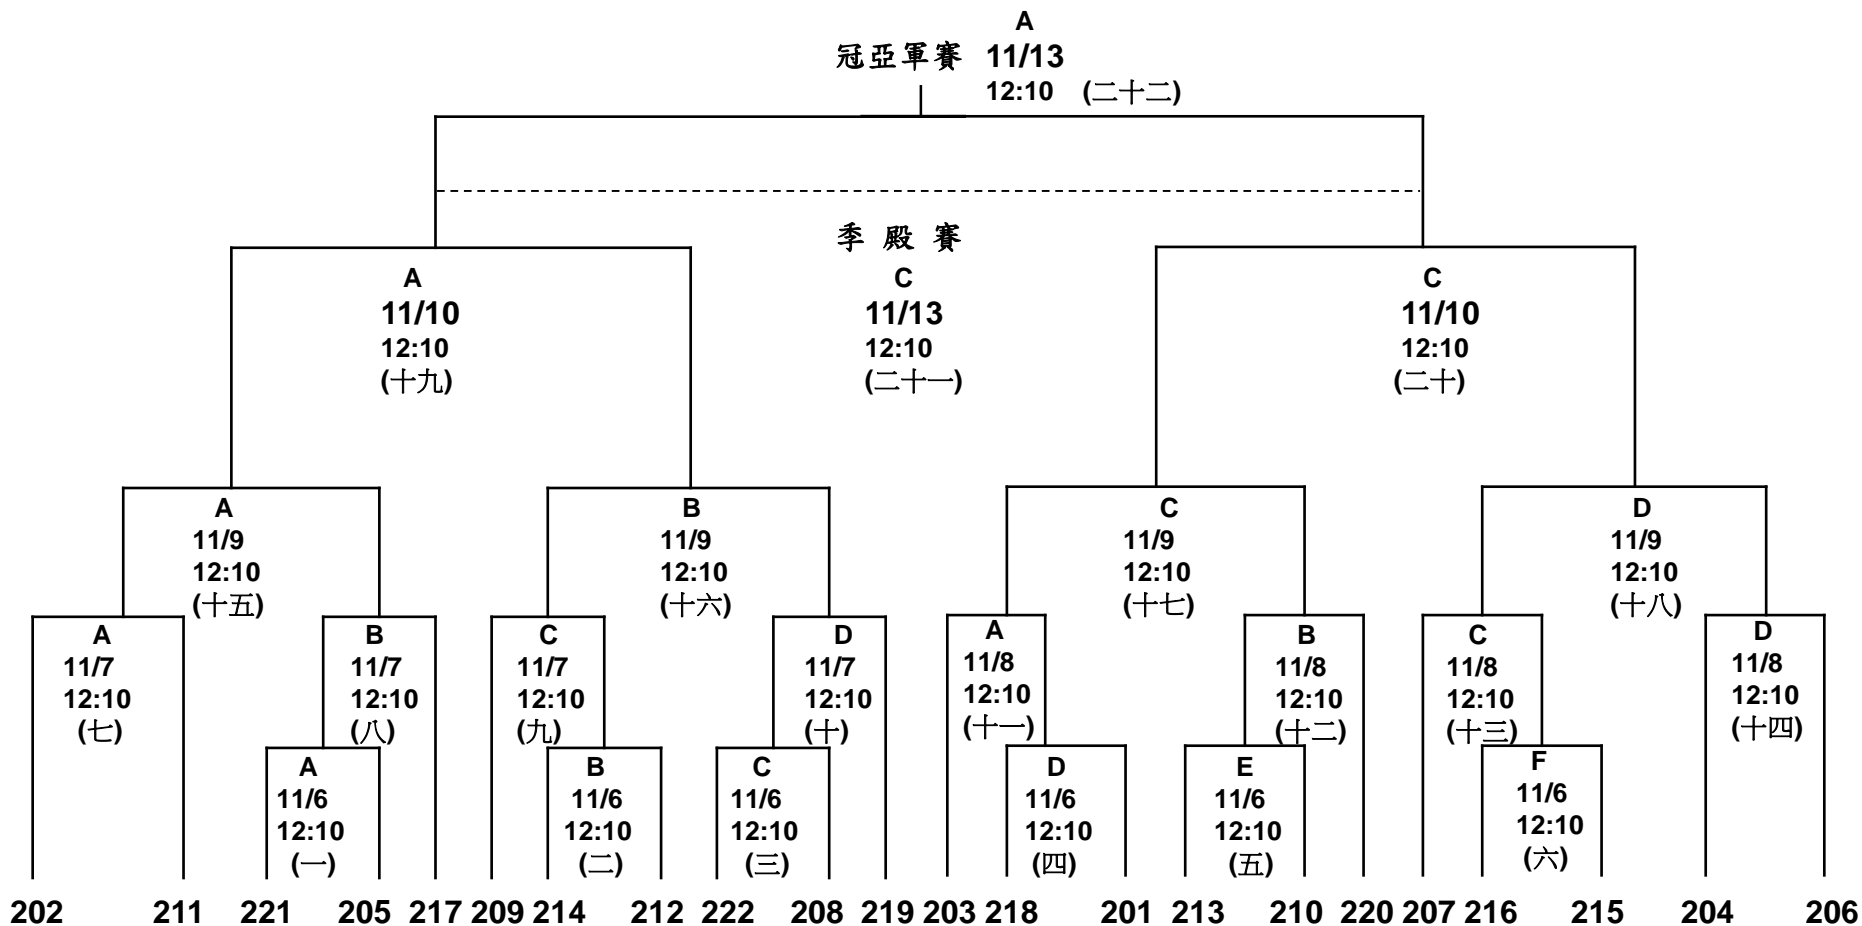 A
冠亞軍賽 11/13
12:10 (二十二)
季 殿 賽
A
11/10
12:10
(十九)
C
11/13
12:10
(二十一)
C
11/10
12:10
(二十)
A
11/9
12:10
(十五)
B
11/9
12:10
(十六)
C
11/9
12:10
(十七)
D
11/9
12:10
(十八)
A
11/7
12:10
(七)
B
11/7
12:10
(八)
C
11/7
12:10
(九)
D
11/7
12:10
(十)
A
11/8
12:10
(十一)
B
11/8
12:10
(十二)
C
11/8
12:10
(十三)
D
11/8
12:10
(十四)
A
11/6
12:10
(一)
B
11/6
12:10
(二)
C
11/6
12:10
(三)
D
11/6
12:10
(四)
E
11/6
12:10
(五)
F
11/6
12:10
(六)
202 211 221 205 217 209 214 212 222 208 219 203 218 201 213 210 220 207 216 215 204 206